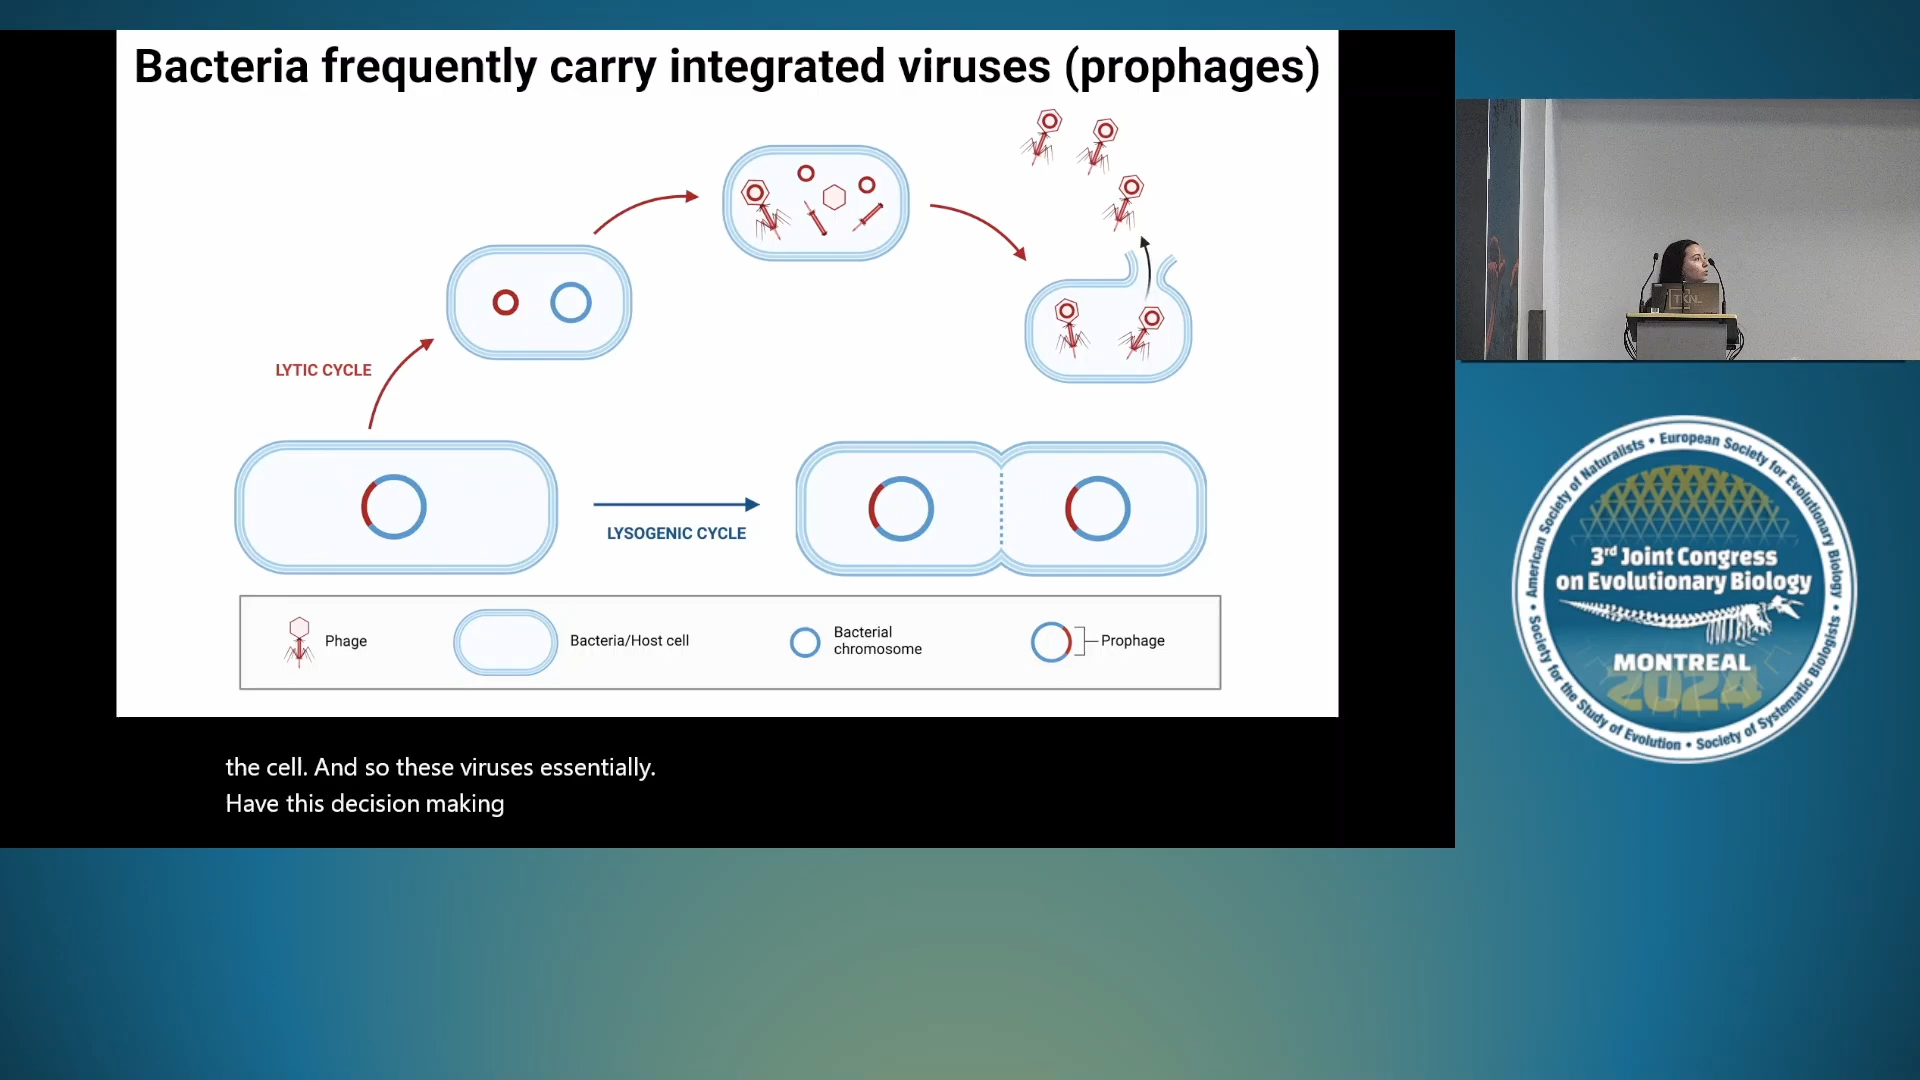 Bacteria frequently carry integrated viruses (prophages)
LYTIC CYCLE
LYSOGENIC CYCLE
Phage
Bacteria/Host cell
Bacterial
chromosome
Prophage
the cell. And so these viruses essentially.
Have this decision making
TKN_
American Society of Naturalists • European Society for Evolutionary Biology • Society of Systematic Biologists • Society for the Study of Evolution •
3rd Joint Congress
on Evolutionary Biology
MONTREAL
2024